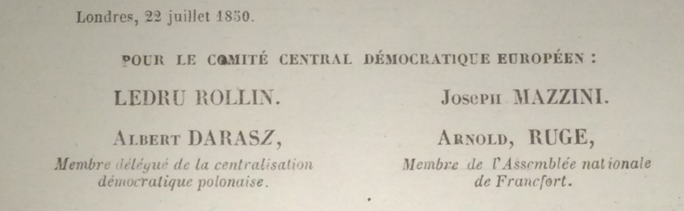 Londres, 22 juillet 1850.
POUR LE COMITÉ CENTRAL DÉMOCRATIQUE EUROPÉEN :
LEDRU ROLLIN. Joseph MAZZINI.
Albert DARASZ, Arnold, RUGE,
Membre délégué de la centralisation Membre de l'Assemblée nationale
démocratique polonaise. de Francfort.